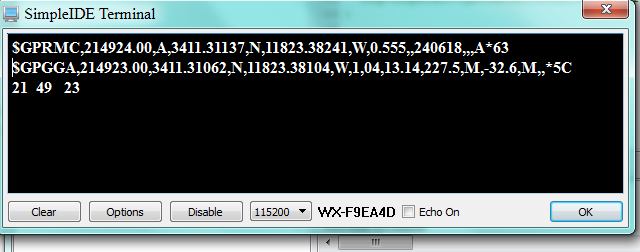 SimpleIDE Terminal
$GPRMC,214924.00,A,3411.31137,N,11823.38241,W,0.555,,240618,,,A*63
$GPGGA,214923.00,3411.31062,N,11823.38104,W,1,04,13.14,227.5,M,-32.6,M,,*5C
21 49 23
Clear Options Disable 115200 WX-F9EA4D Echo On OK